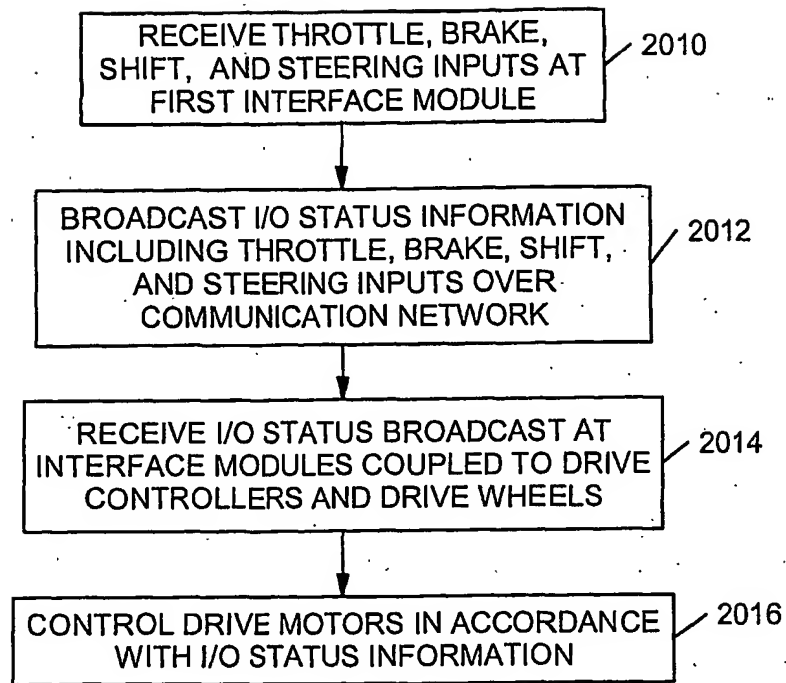 RECEIVE THROTTLE, BRAKE,
SHIFT, AND STEERING INPUTS AT
FIRST INTERFACE MODULE
2010
BROADCAST I/O STATUS INFORMATION
INCLUDING THROTTLE, BRAKE, SHIFT,
AND STEERING INPUTS OVER
COMMUNICATION NETWORK
2012
RECEIVE I/O STATUS BROADCAST AT
INTERFACE MODULES COUPLED TO DRIVE
CONTROLLERS AND DRIVE WHEELS
2014
CONTROL DRIVE MOTORS IN ACCORDANCE
WITH I/O STATUS INFORMATION
2016